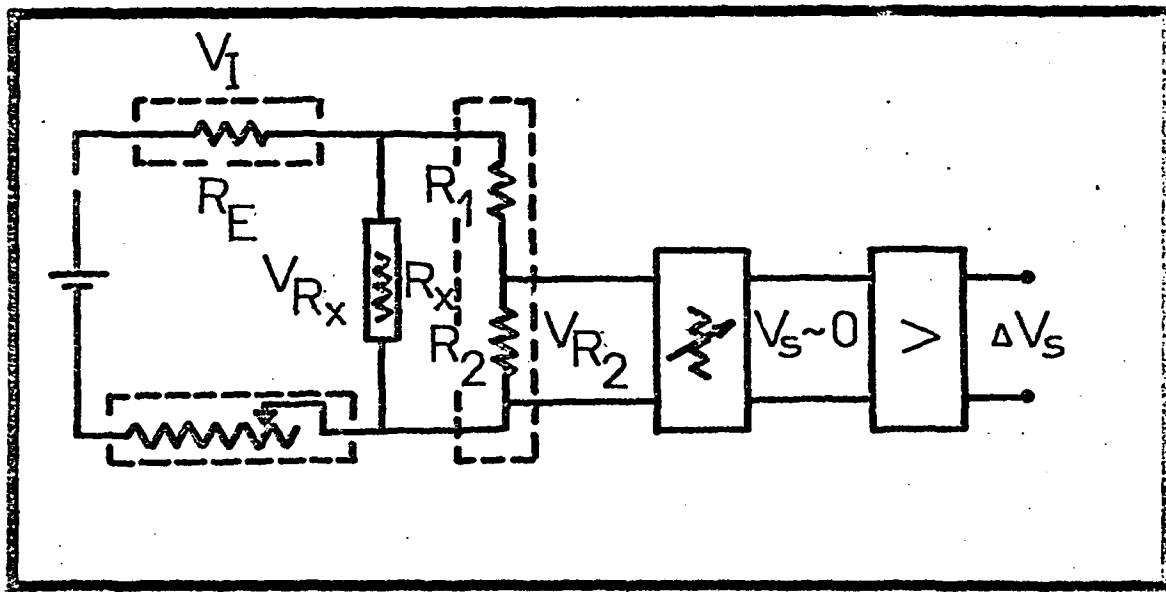 V_I
R_E
V_Rx
R_x
R_1
R_2
V_R2
V_s~0
>
ΔV_s